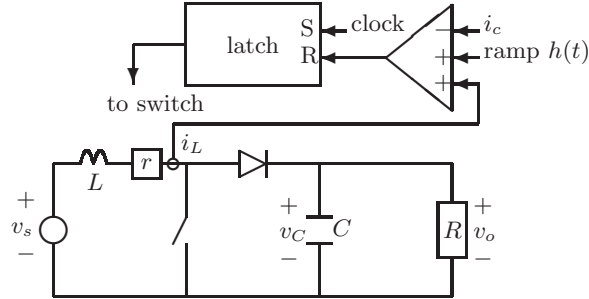 S
clock
latch
R
− i_c
+ ramp h(t)
+
to switch
i_L
r
L
+
v_s
−
+
v_C
−
C
R
+
v_o
−